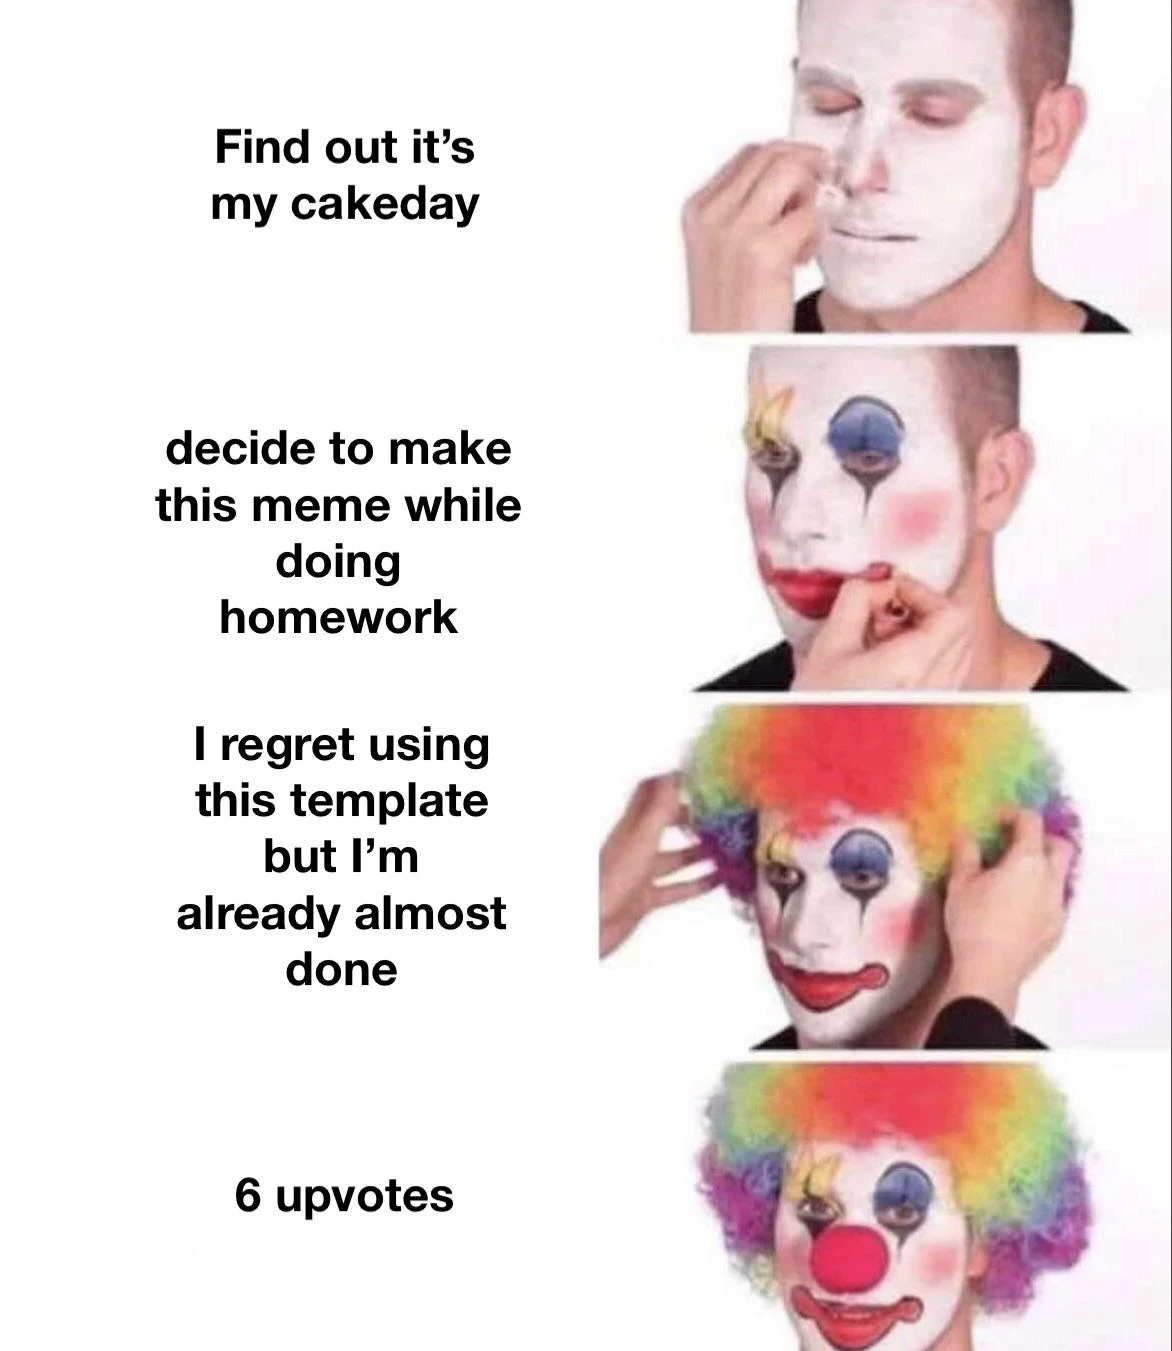 Find out it’s
my cakeday
decide to make
this meme while
doing
homework
I regret using
this template
but I’m
already almost
done
6 upvotes